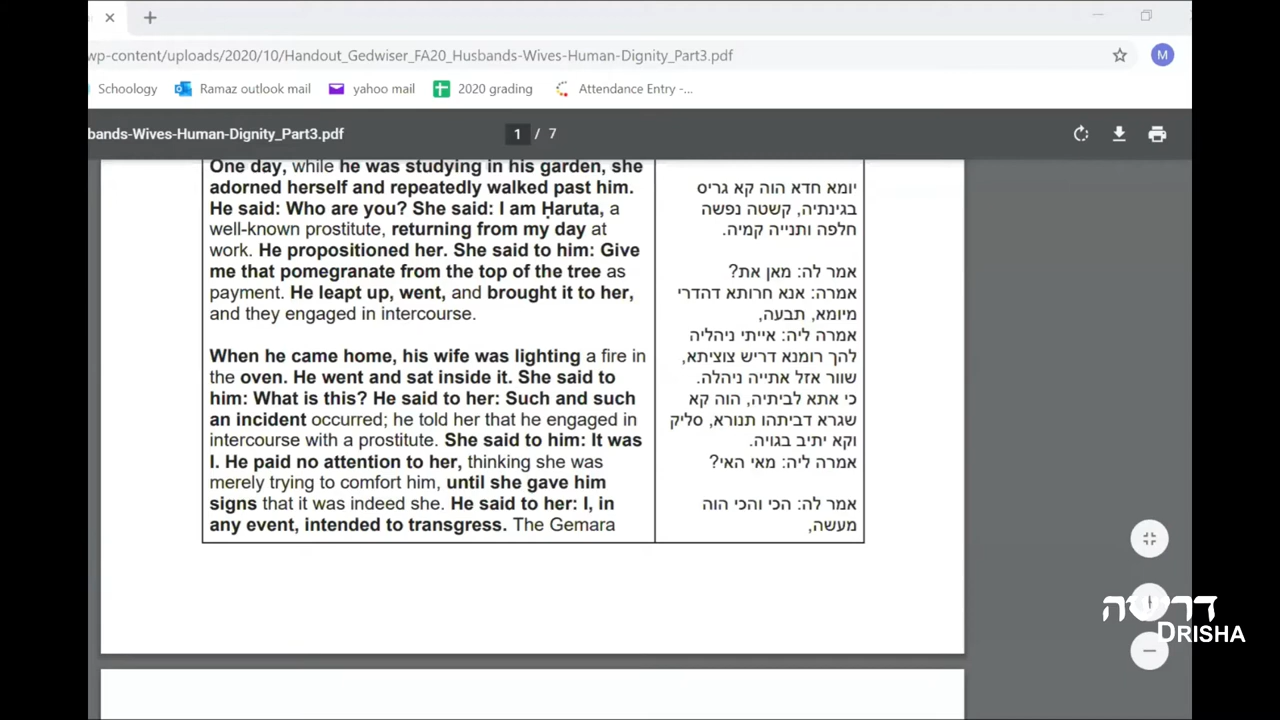 wp-content/uploads/2020/10/Handout_Gedwiser_FA20_Husbands-Wives-Human-Dignity_Part3.pdf
M
Schoology Ramaz outlook mail yahoo mail 2020 grading Attendance Entry -...
bands-Wives-Human-Dignity_Part3.pdf
1 / 7
One day, while he was studying in his garden, she
adorned herself and repeatedly walked past him.
He said: Who are you? She said: I am Ḥaruta, a
well-known prostitute, returning from my day at
work. He propositioned her. She said to him: Give
me that pomegranate from the top of the tree as
payment. He leapt up, went, and brought it to her,
and they engaged in intercourse.
When he came home, his wife was lighting a fire in
the oven. He went and sat inside it. She said to
him: What is this? He said to her: Such and such
an incident occurred; he told her that he engaged in
intercourse with a prostitute. She said to him: It was
I. He paid no attention to her, thinking she was
merely trying to comfort him, until she gave him
signs that it was indeed she. He said to her: I, in
any event, intended to transgress. The Gemara
יומא חדא הוה קא גריס
בגינתיה, קשטה נפשה
חלפה ותנייה קמיה.
אמר לה: מאן את?
אמרה: אנא חרותא דהדרי
מיומא, תבעה,
אמרה ליה: אייתי ניהליה
להך רומנא דריש צוציתא,
שוור אזל אתייה ניהלה.
כי אתא לביתיה, הוה קא
שגרא דביתהו תנורא, סליק
וקא יתיב בגויה.
אמרה ליה: מאי האי?
אמר לה: הכי והכי הוה
מעשה,
דרישה
DRISHA